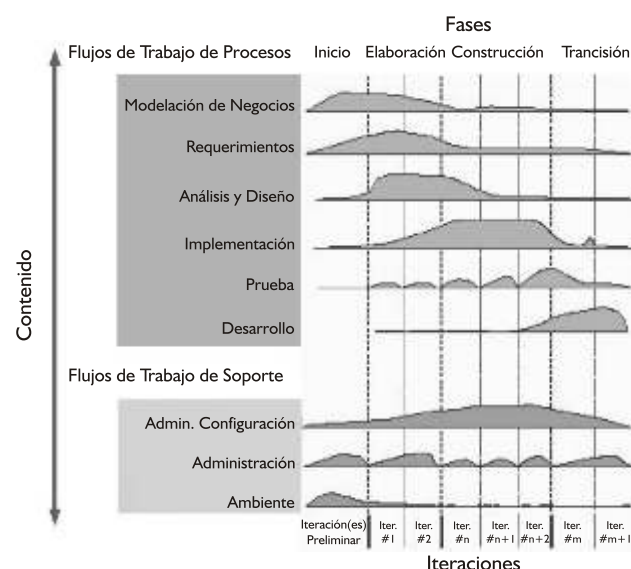 Fases
Flujos de Trabajo de Procesos Inicio Elaboración Construcción Trancisión
Modelación de Negocios
Requerimientos
Análisis y Diseño
Implementación
Prueba
Desarrollo
Contenido
Flujos de Trabajo de Soporte
Admin. Configuración
Administración
Ambiente
Iteración(es) Iter. Iter. Iter. Iter. Iter. Iter. Iter.
Preliminar #1 #2 #n #n+1 #n+2 #m #m+1
Iteraciones